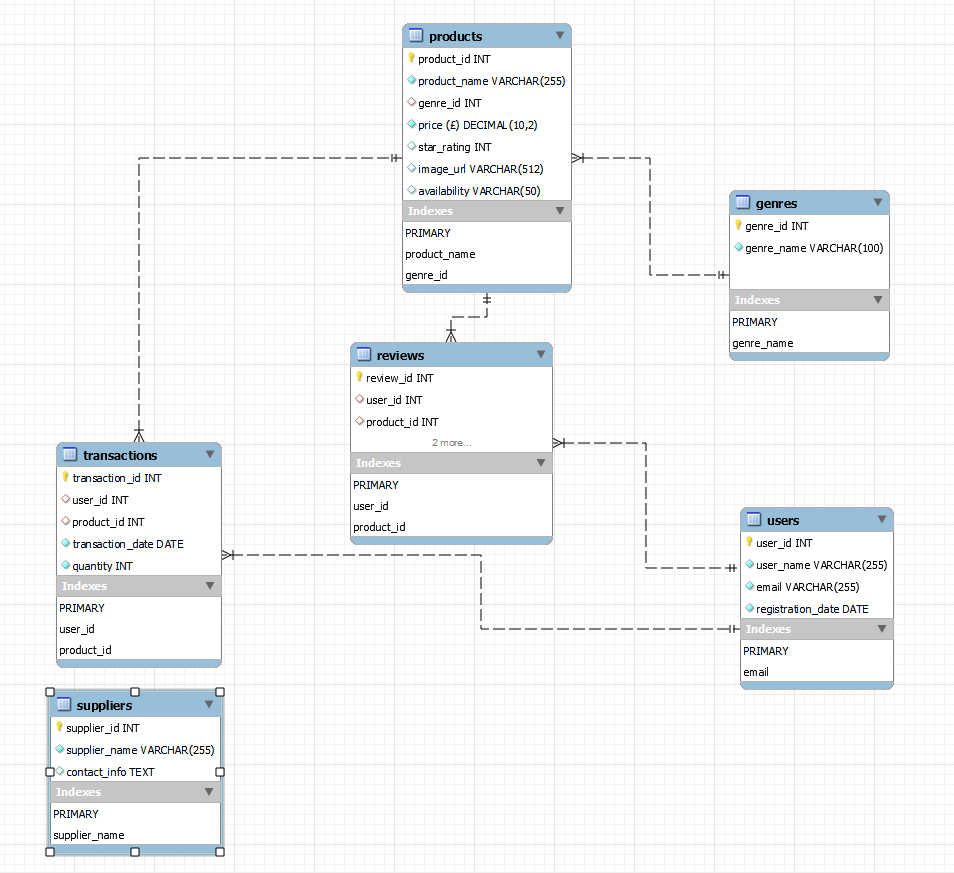 products
product_id INT
product_name VARCHAR(255)
genre_id INT
price (£) DECIMAL(10,2)
star_rating INT
image_url VARCHAR(512)
availability VARCHAR(50)
Indexes
PRIMARY
product_name
genre_id
genres
genre_id INT
genre_name VARCHAR(100)
Indexes
PRIMARY
genre_name
reviews
review_id INT
user_id INT
product_id INT
2 more...
Indexes
PRIMARY
user_id
product_id
transactions
transaction_id INT
user_id INT
product_id INT
transaction_date DATE
quantity INT
Indexes
PRIMARY
user_id
product_id
users
user_id INT
user_name VARCHAR(255)
email VARCHAR(255)
registration_date DATE
Indexes
PRIMARY
email
suppliers
supplier_id INT
supplier_name VARCHAR(255)
contact_info TEXT
Indexes
PRIMARY
supplier_name